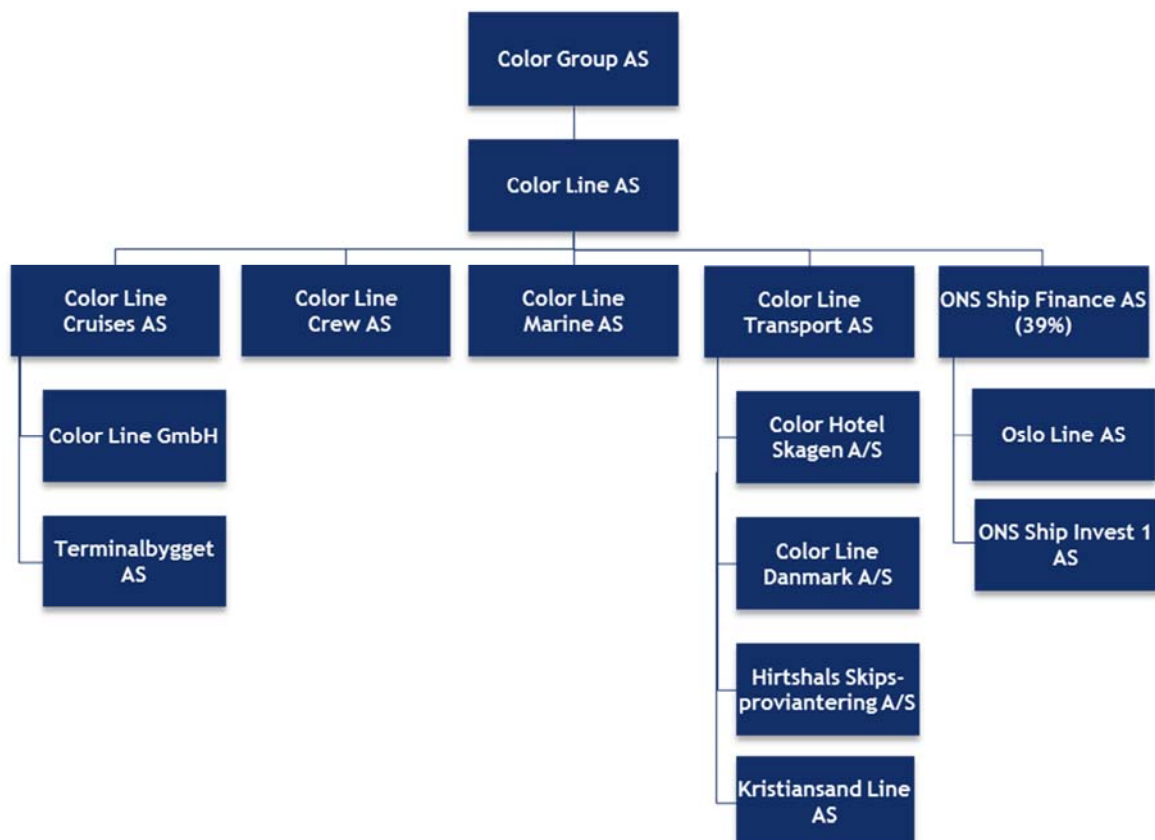 Color Group AS
Color Line AS
Color Line
Cruises AS
Color Line
Crew AS
Color Line
Marine AS
Color Line
Transport AS
ONS Ship Finance AS
(39%)
Color Line GmbH
Terminalbygget
AS
Color Hotel
Skagen A/S
Color Line
Danmark A/S
Hirtshals Skips-
proviantering A/S
Kristiansand Line
AS
Oslo Line AS
ONS Ship Invest 1
AS